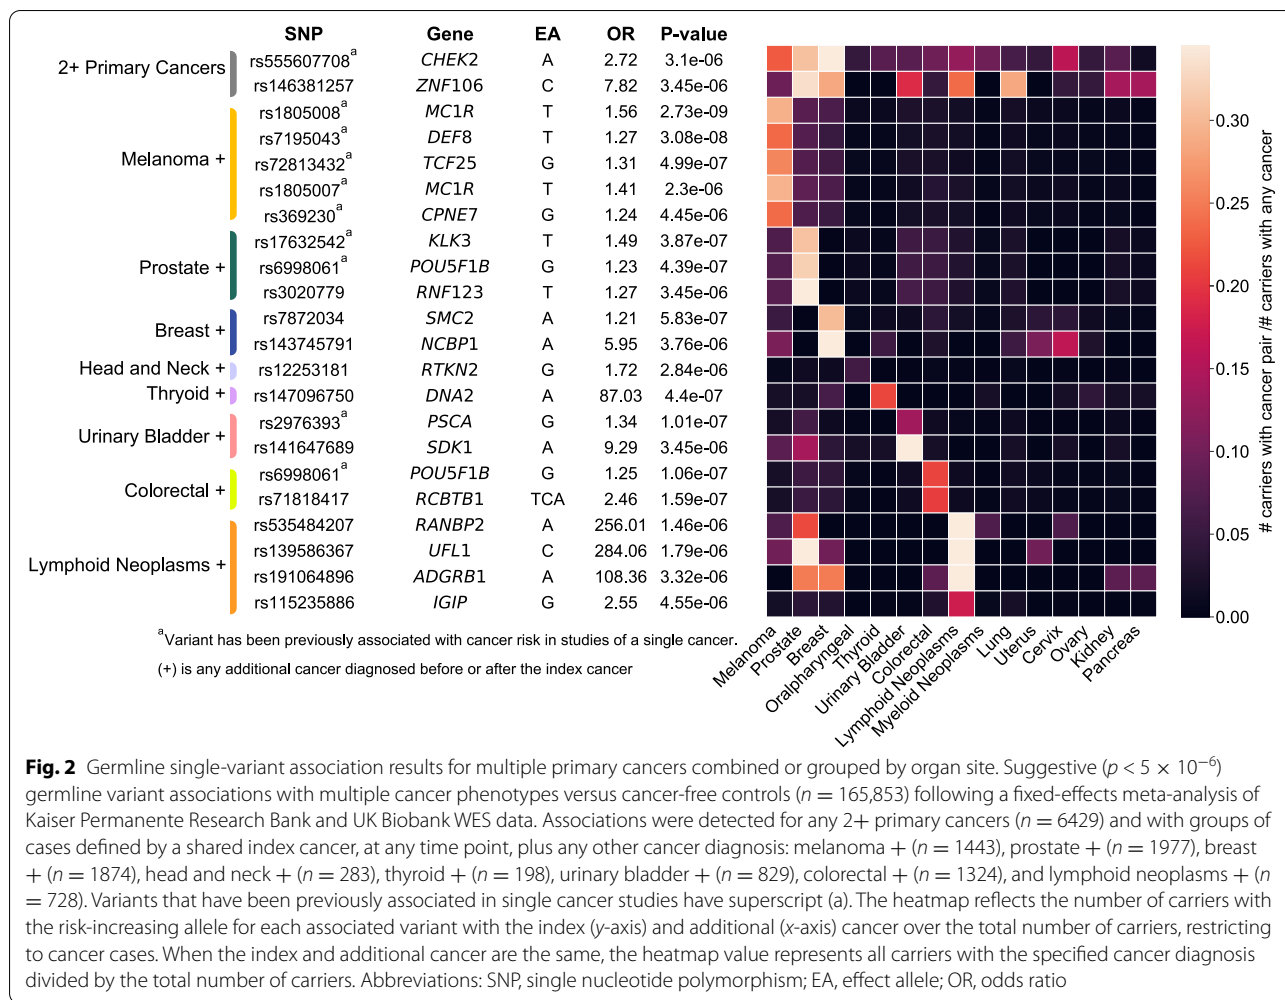 SNP Gene EA OR P-value
2+ Primary Cancers
rs555607708a CHEK2 A 2.72 3.1e-06
rs146381257 ZNF106 C 7.82 3.45e-06
Melanoma +
rs1805008a MC1R T 1.56 2.73e-09
rs7195043a DEF8 T 1.27 3.08e-08
rs72813432a TCF25 G 1.31 4.99e-07
rs1805007a MC1R T 1.41 2.3e-06
rs369230a CPNE7 G 1.24 4.45e-06
Prostate +
rs17632542a KLK3 T 1.49 3.87e-07
rs6998061a POU5F1B G 1.23 4.39e-07
rs3020779 RNF123 T 1.27 3.45e-06
Breast +
rs7872034 SMC2 A 1.21 5.83e-07
rs143745791 NCBP1 A 5.95 3.76e-06
Head and Neck + rs12253181 RTKN2 G 1.72 2.84e-06
Thryoid + rs147096750 DNA2 A 87.03 4.4e-07
Urinary Bladder +
rs2976393a PSCA G 1.34 1.01e-07
rs141647689 SDK1 A 9.29 3.45e-06
Colorectal +
rs6998061a POU5F1B G 1.25 1.06e-07
rs71818417 RCBTB1 TCA 2.46 1.59e-07
Lymphoid Neoplasms +
rs535484207 RANBP2 A 256.01 1.46e-06
rs139586367 UFL1 C 284.06 1.79e-06
rs191064896 ADGRB1 A 108.36 3.32e-06
rs115235886 IGIP G 2.55 4.55e-06
aVariant has been previously associated with cancer risk in studies of a single cancer.
(+) is any additional cancer diagnosed before or after the index cancer
Melanoma
Prostate
Breast
Oralpharyngeal
Thyroid
Urinary Bladder
Colorectal
Lymphoid Neoplasms
Myeloid Neoplasms
Lung
Uterus
Cervix
Ovary
Kidney
Pancreas
0.30
0.25
0.20
0.15
0.10
0.05
0.00
# carriers with cancer pair /# carriers with any cancer
Fig. 2 Germline single-variant association results for multiple primary cancers combined or grouped by organ site. Suggestive (p < 5 × 10−6)
germline variant associations with multiple cancer phenotypes versus cancer-free controls (n = 165,853) following a fixed-effects meta-analysis of
Kaiser Permanente Research Bank and UK Biobank WES data. Associations were detected for any 2+ primary cancers (n = 6429) and with groups of
cases defined by a shared index cancer, at any time point, plus any other cancer diagnosis: melanoma + (n = 1443), prostate + (n = 1977), breast
+ (n = 1874), head and neck + (n = 283), thyroid + (n = 198), urinary bladder + (n = 829), colorectal + (n = 1324), and lymphoid neoplasms + (n
= 728). Variants that have been previously associated in single cancer studies have superscript (a). The heatmap reflects the number of carriers with
the risk-increasing allele for each associated variant with the index (y-axis) and additional (x-axis) cancer over the total number of carriers, restricting
to cancer cases. When the index and additional cancer are the same, the heatmap value represents all carriers with the specified cancer diagnosis
divided by the total number of carriers. Abbreviations: SNP, single nucleotide polymorphism; EA, effect allele; OR, odds ratio